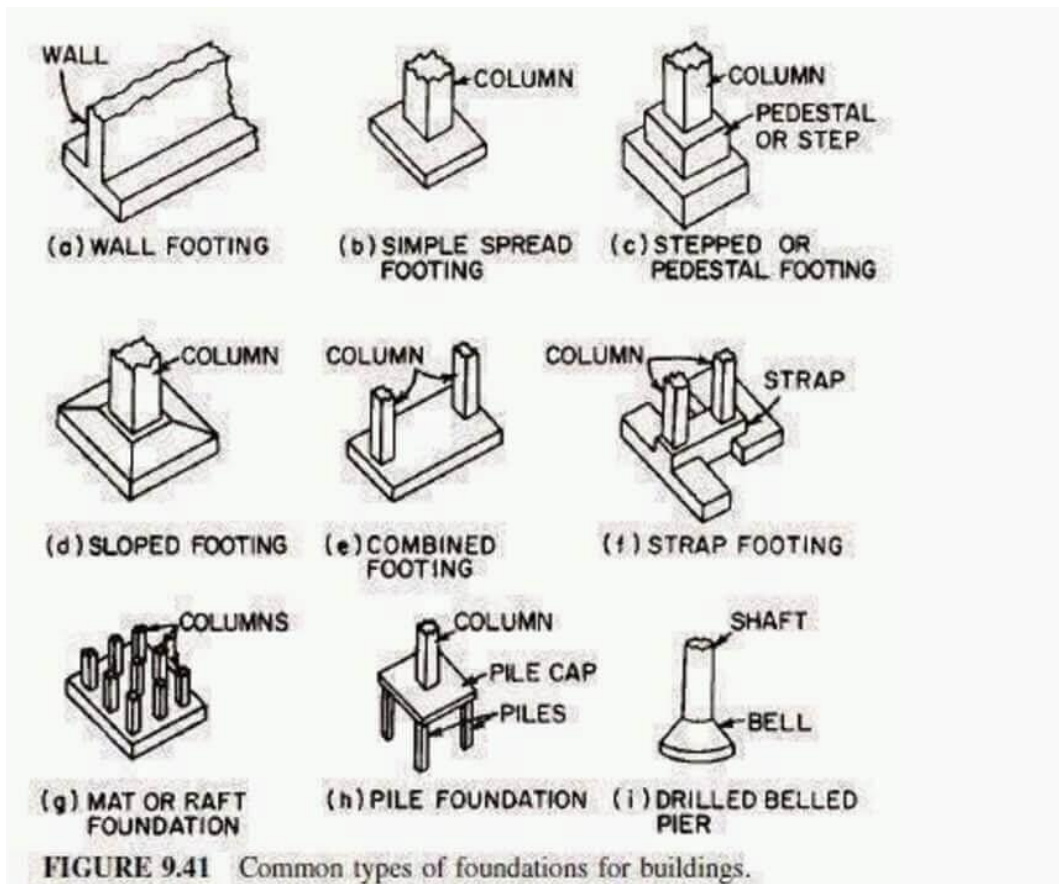 WALL
COLUMN
COLUMN
PEDESTAL
OR STEP
(a) WALL FOOTING
(b) SIMPLE SPREAD
FOOTING
(c) STEPPED OR
PEDESTAL FOOTING
COLUMN
COLUMN
COLUMN
STRAP
(d) SLOPED FOOTING
(e) COMBINED
FOOTING
(f) STRAP FOOTING
COLUMNS
COLUMN
PILE CAP
PILES
SHAFT
BELL
(g) MAT OR RAFT
FOUNDATION
(h) PILE FOUNDATION
(i) DRILLED BELLED
PIER
FIGURE 9.41 Common types of foundations for buildings.